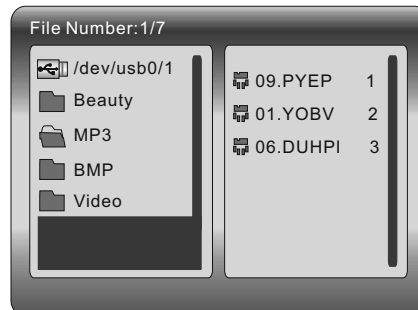 File Number:1/7
/dev/usb0/1
Beauty
MP3
BMP
Video
09.PYEP 1
01.YOBV 2
06.DUHPI 3